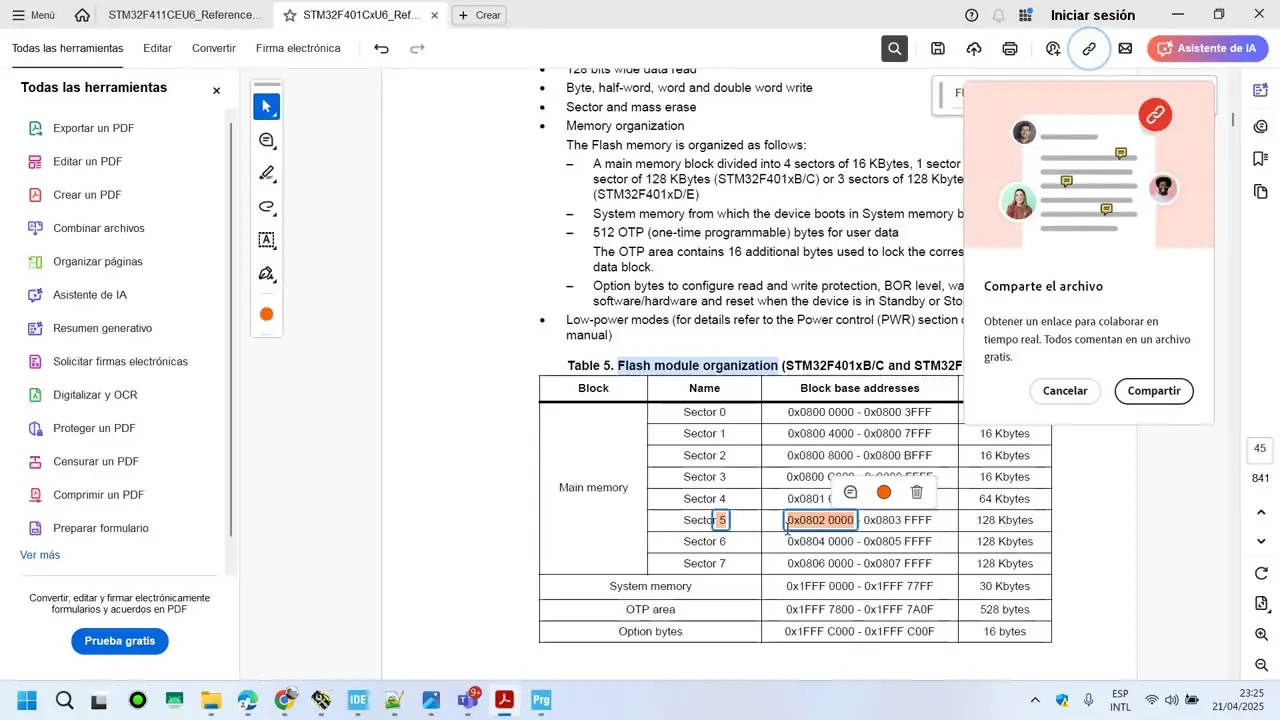 Menú
STM32F411CEU6_Reference...
STM32F401CxU6_Ref...
Crear
Iniciar sesión
Todas las herramientas
Editar
Convertir
Firma electrónica
Asistente de IA
Todas las herramientas
Exportar un PDF
Editar un PDF
Crear un PDF
Combinar archivos
Organizar páginas
Asistente de IA
Resumen generativo
Solicitar firmas electrónicas
Digitalizar y OCR
Proteger un PDF
Censurar un PDF
Comprimir un PDF
Preparar formulario
Ver más
Convertir, editar y firmar electrónicamente
formularios y acuerdos en PDF
Prueba gratis
• 128 bits wide data read
• Byte, half-word, word and double word write
• Sector and mass erase
• Memory organization
The Flash memory is organized as follows:
– A main memory block divided into 4 sectors of 16 KBytes, 1 sector
sector of 128 KBytes (STM32F401xB/C) or 3 sectors of 128 Kbyte
(STM32F401xD/E)
– System memory from which the device boots in System memory b
– 512 OTP (one-time programmable) bytes for user data
The OTP area contains 16 additional bytes used to lock the corres
data block.
– Option bytes to configure read and write protection, BOR level, wa
software/hardware and reset when the device is in Standby or Sto
• Low-power modes (for details refer to the Power control (PWR) section
manual)
Table 5. Flash module organization (STM32F401xB/C and STM32F
Block Name Block base addresses
Main memory
Sector 0 0x0800 0000 - 0x0800 3FFF
Sector 1 0x0800 4000 - 0x0800 7FFF 16 Kbytes
Sector 2 0x0800 8000 - 0x0800 BFFF 16 Kbytes
Sector 3 0x0800 16 Kbytes
Sector 4 0x0801 64 Kbytes
Sector 5 0x0802 0000 - 0x0803 FFFF 128 Kbytes
Sector 6 0x0804 0000 - 0x0805 FFFF 128 Kbytes
Sector 7 0x0806 0000 - 0x0807 FFFF 128 Kbytes
System memory 0x1FFF 0000 - 0x1FFF 77FF 30 Kbytes
OTP area 0x1FFF 7800 - 0x1FFF 7A0F 528 bytes
Option bytes 0x1FFF C000 - 0x1FFF C00F 16 bytes
Comparte el archivo
Obtener un enlace para colaborar en
tiempo real. Todos comentan en un archivo
gratis.
Cancelar
Compartir
45
841
IDE
9+
Prg
ESP
INTL
23:25
21/04/2025